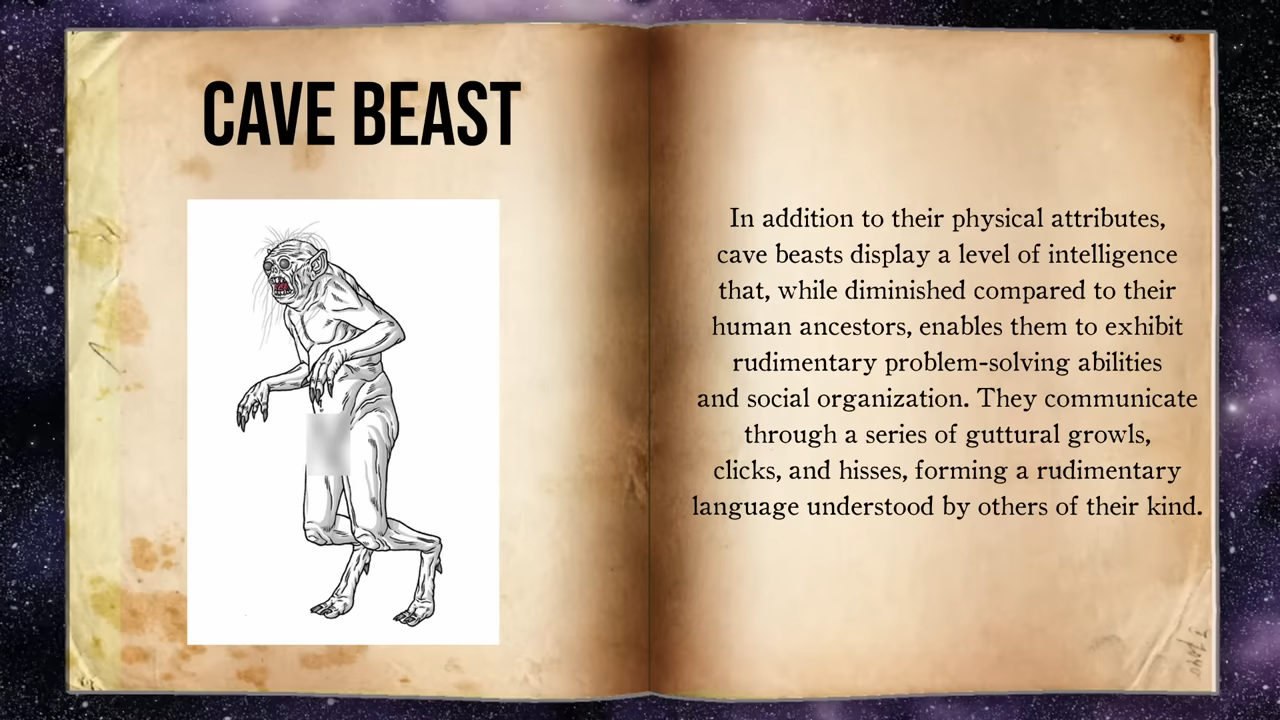 CAVE BEAST
In addition to their physical attributes,
cave beasts display a level of intelligence
that, while diminished compared to their
human ancestors, enables them to exhibit
rudimentary problem-solving abilities
and social organization. They communicate
through a series of guttural growls,
clicks, and hisses, forming a rudimentary
language understood by others of their kind.